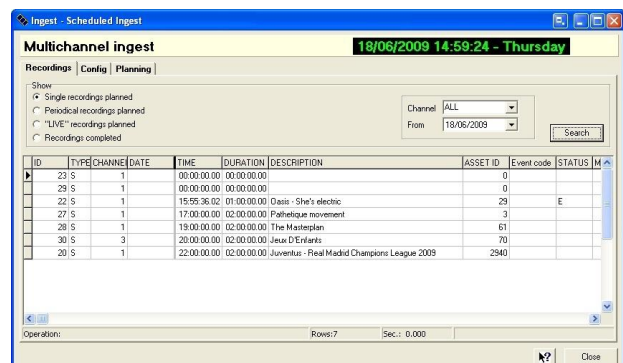 Ingest - Scheduled Ingest
Multichannel ingest
18/06/2009 14:59:24 - Thursday
Recordings Config Planning
Show
Single recordings planned
Periodical recordings planned
"LIVE" recordings planned
Recordings completed
Channel ALL
From 18/06/2009
Search
ID TYPE CHANNEL DATE TIME DURATION DESCRIPTION ASSET ID Event code STATUS M
23 S 1 00:00:00.00 00:00:00.00 0
29 S 1 00:00:00.00 00:00:00.00 0
22 S 1 15:55:36.02 01:00:00.00 Oasis - She's electric 29 E
27 S 1 17:00:00.00 02:00:00.00 Pathetique movement 3
28 S 1 19:00:00.00 02:00:00.00 The Masterplan 61
30 S 3 20:00:00.00 02:00:00.00 Jeux D'Enfants 70
20 S 1 22:00:00.00 02:00:00.00 Juventus - Real Madrid Champions League 2009 2940
Operation: Rows:7 Sec.: 0.000
Close